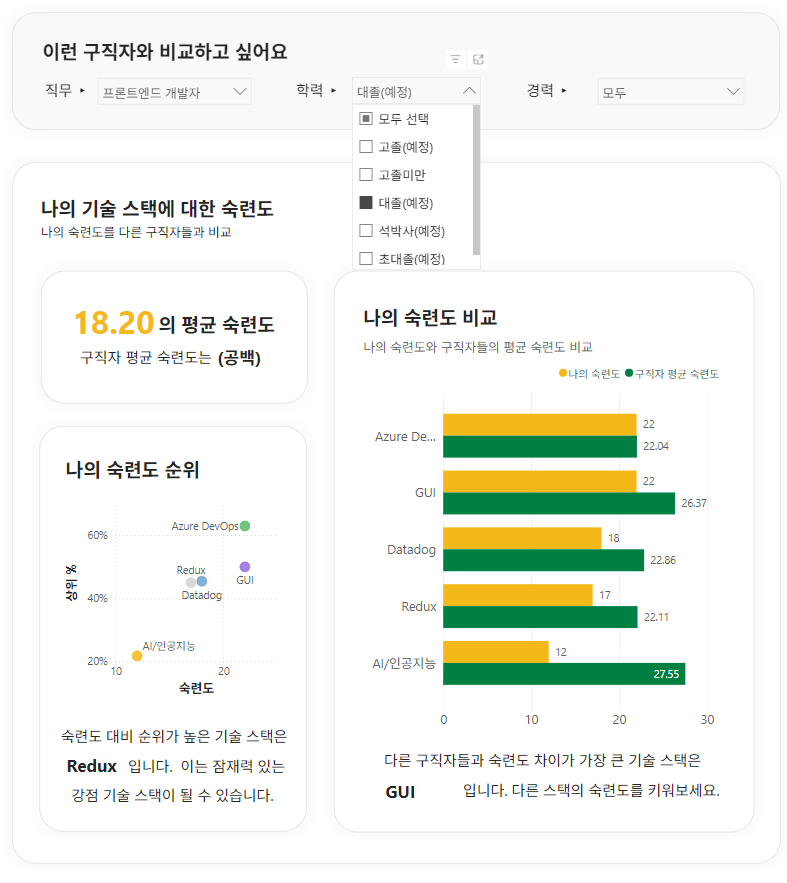 이런 구직자와 비교하고 싶어요
직무 ▸ 프론트엔드 개발자 학력 ▸ 대졸(예정) 경력 ▸ 모두
모두 선택
고졸(예정)
고졸미만
대졸(예정)
석박사(예정)
초대졸(예정)
나의 기술 스택에 대한 숙련도
나의 숙련도를 다른 구직자들과 비교
18.20 의 평균 숙련도
구직자 평균 숙련도는 (공백)
나의 숙련도 순위
상위 %
60%
40%
20%
Azure DevOps
Redux
GUI
Datadog
AI/인공지능
10 20
숙련도
숙련도 대비 순위가 높은 기술 스택은
Redux 입니다. 이는 잠재력 있는
강점 기술 스택이 될 수 있습니다.
나의 숙련도 비교
나의 숙련도와 구직자들의 평균 숙련도 비교
나의 숙련도 구직자 평균 숙련도
Azure De... 22
22.04
GUI 22
26.37
Datadog 18
22.86
Redux 17
22.11
AI/인공지능 12
27.55
0 10 20 30
다른 구직자들과 숙련도 차이가 가장 큰 기술 스택은
GUI 입니다. 다른 스택의 숙련도를 키워보세요.